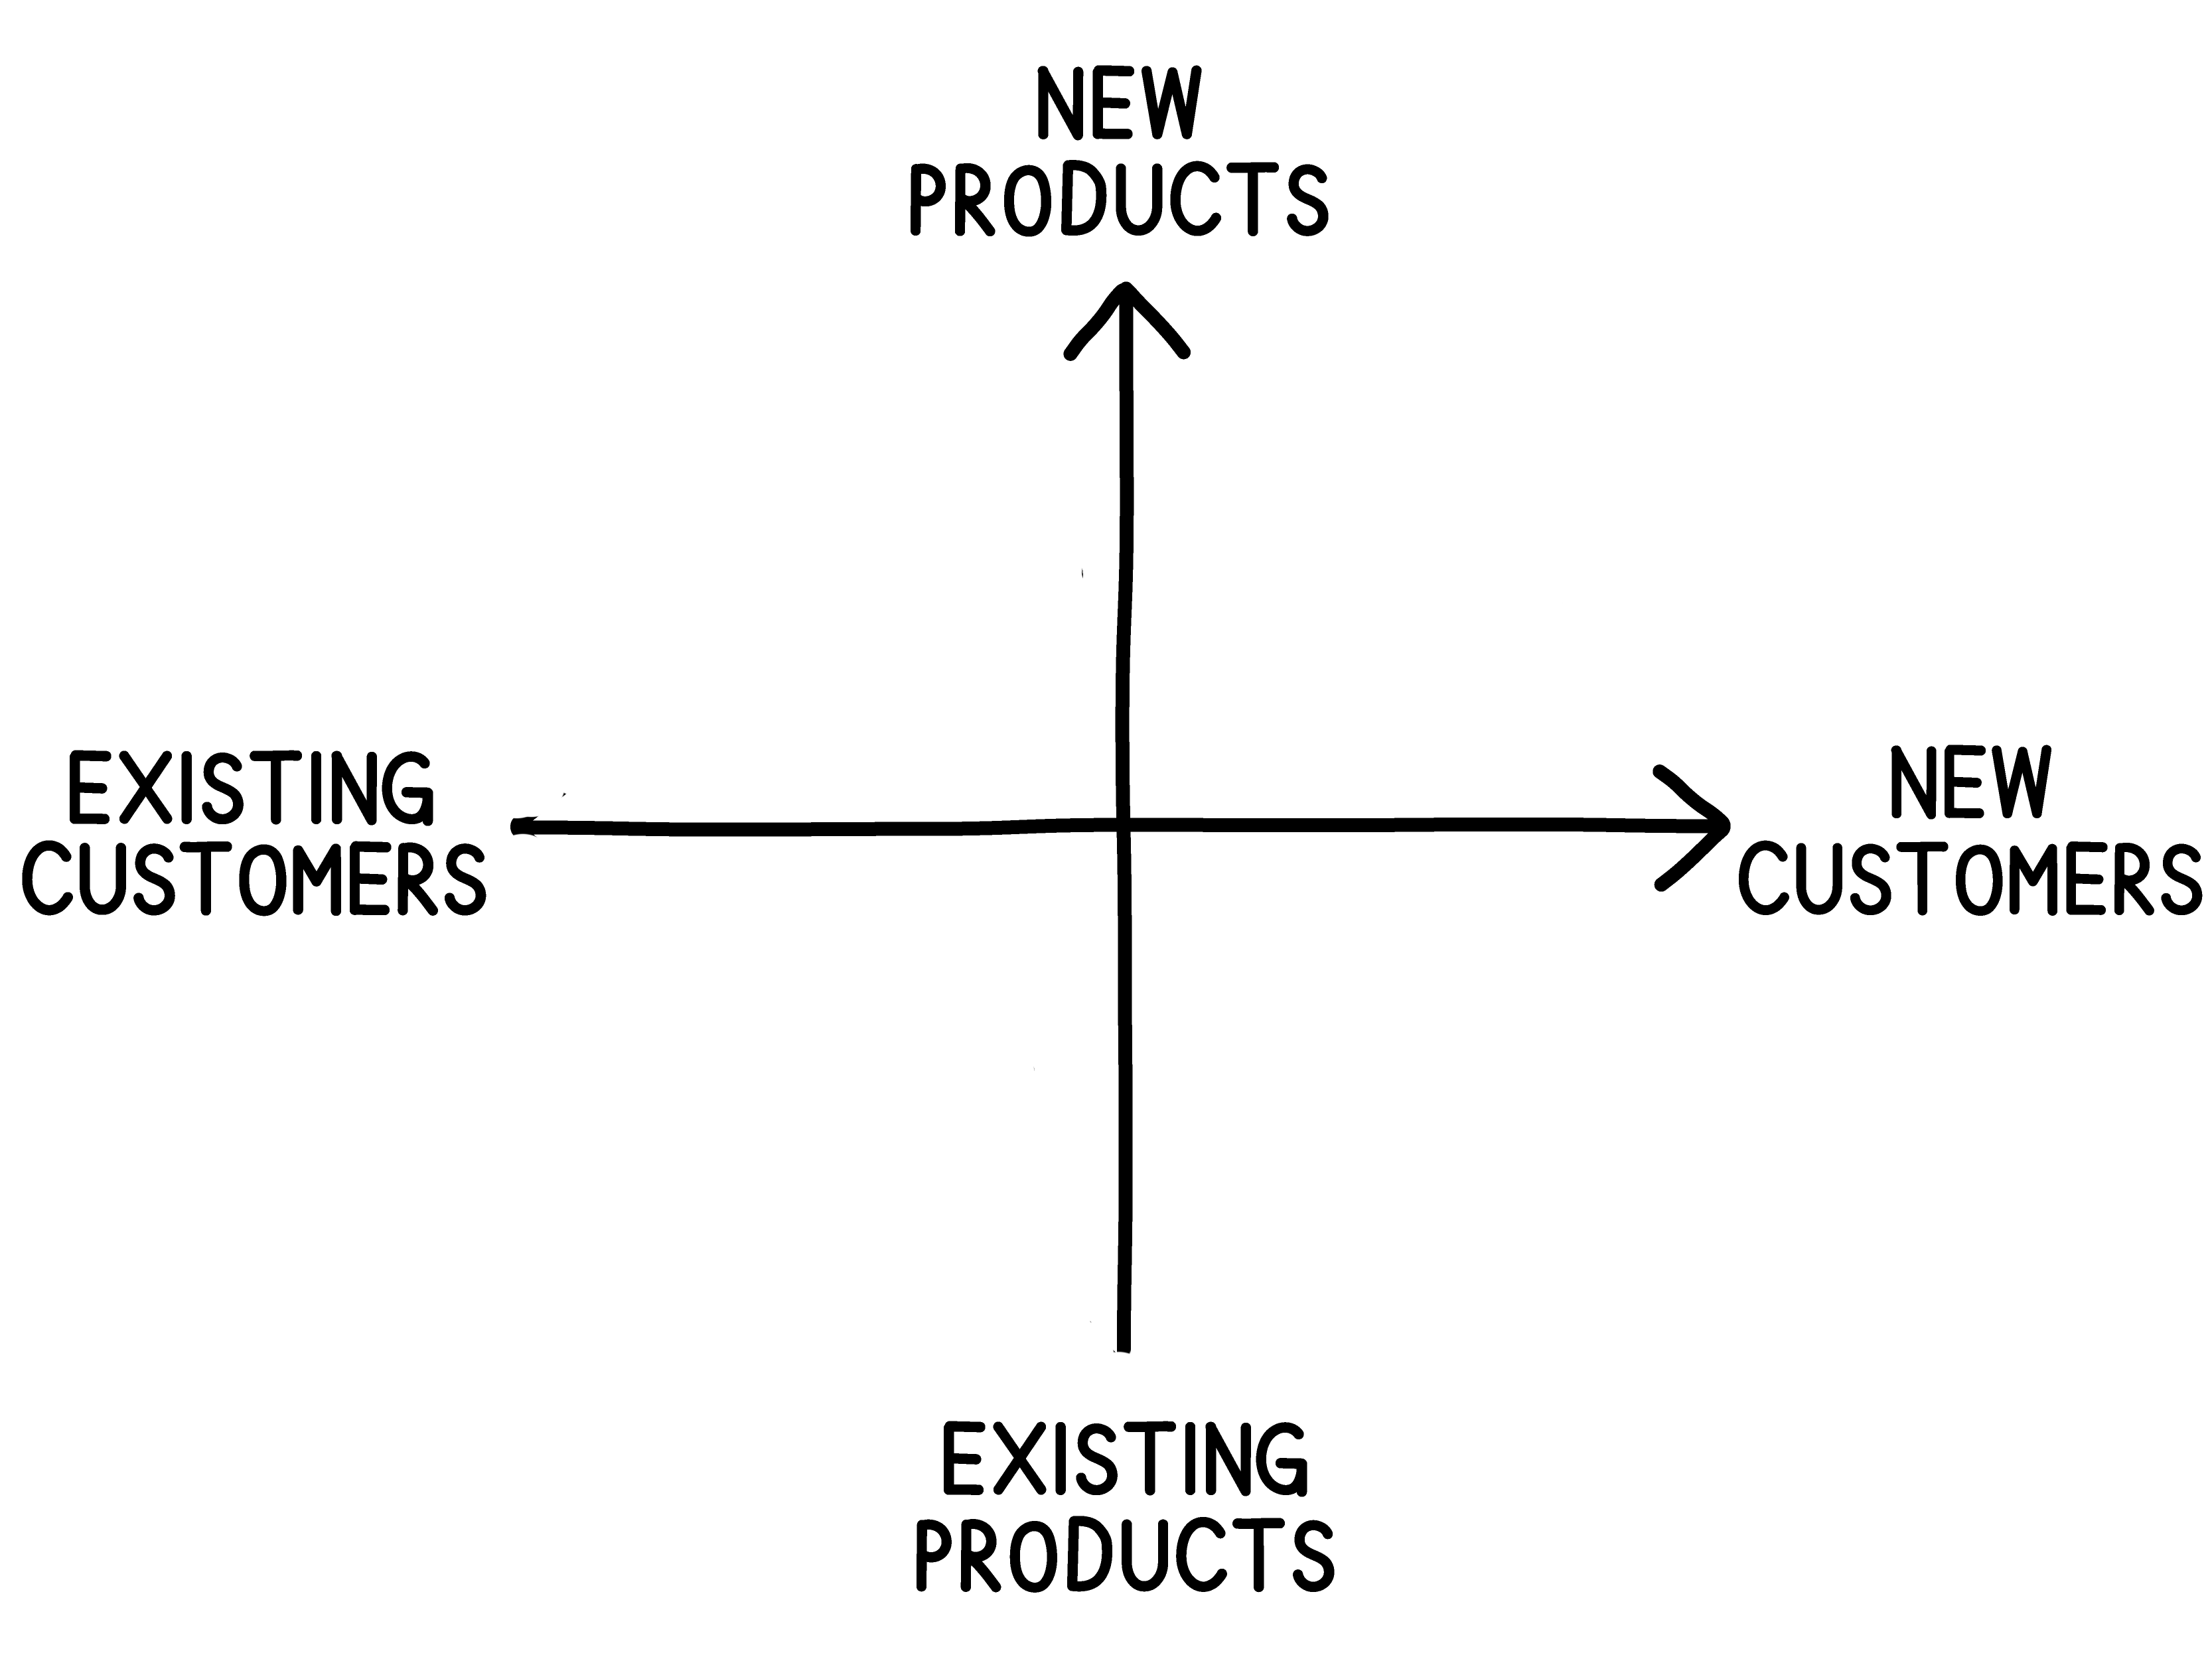 NEW
PRODUCTS
EXISTING
CUSTOMERS
NEW
CUSTOMERS
EXISTING
PRODUCTS